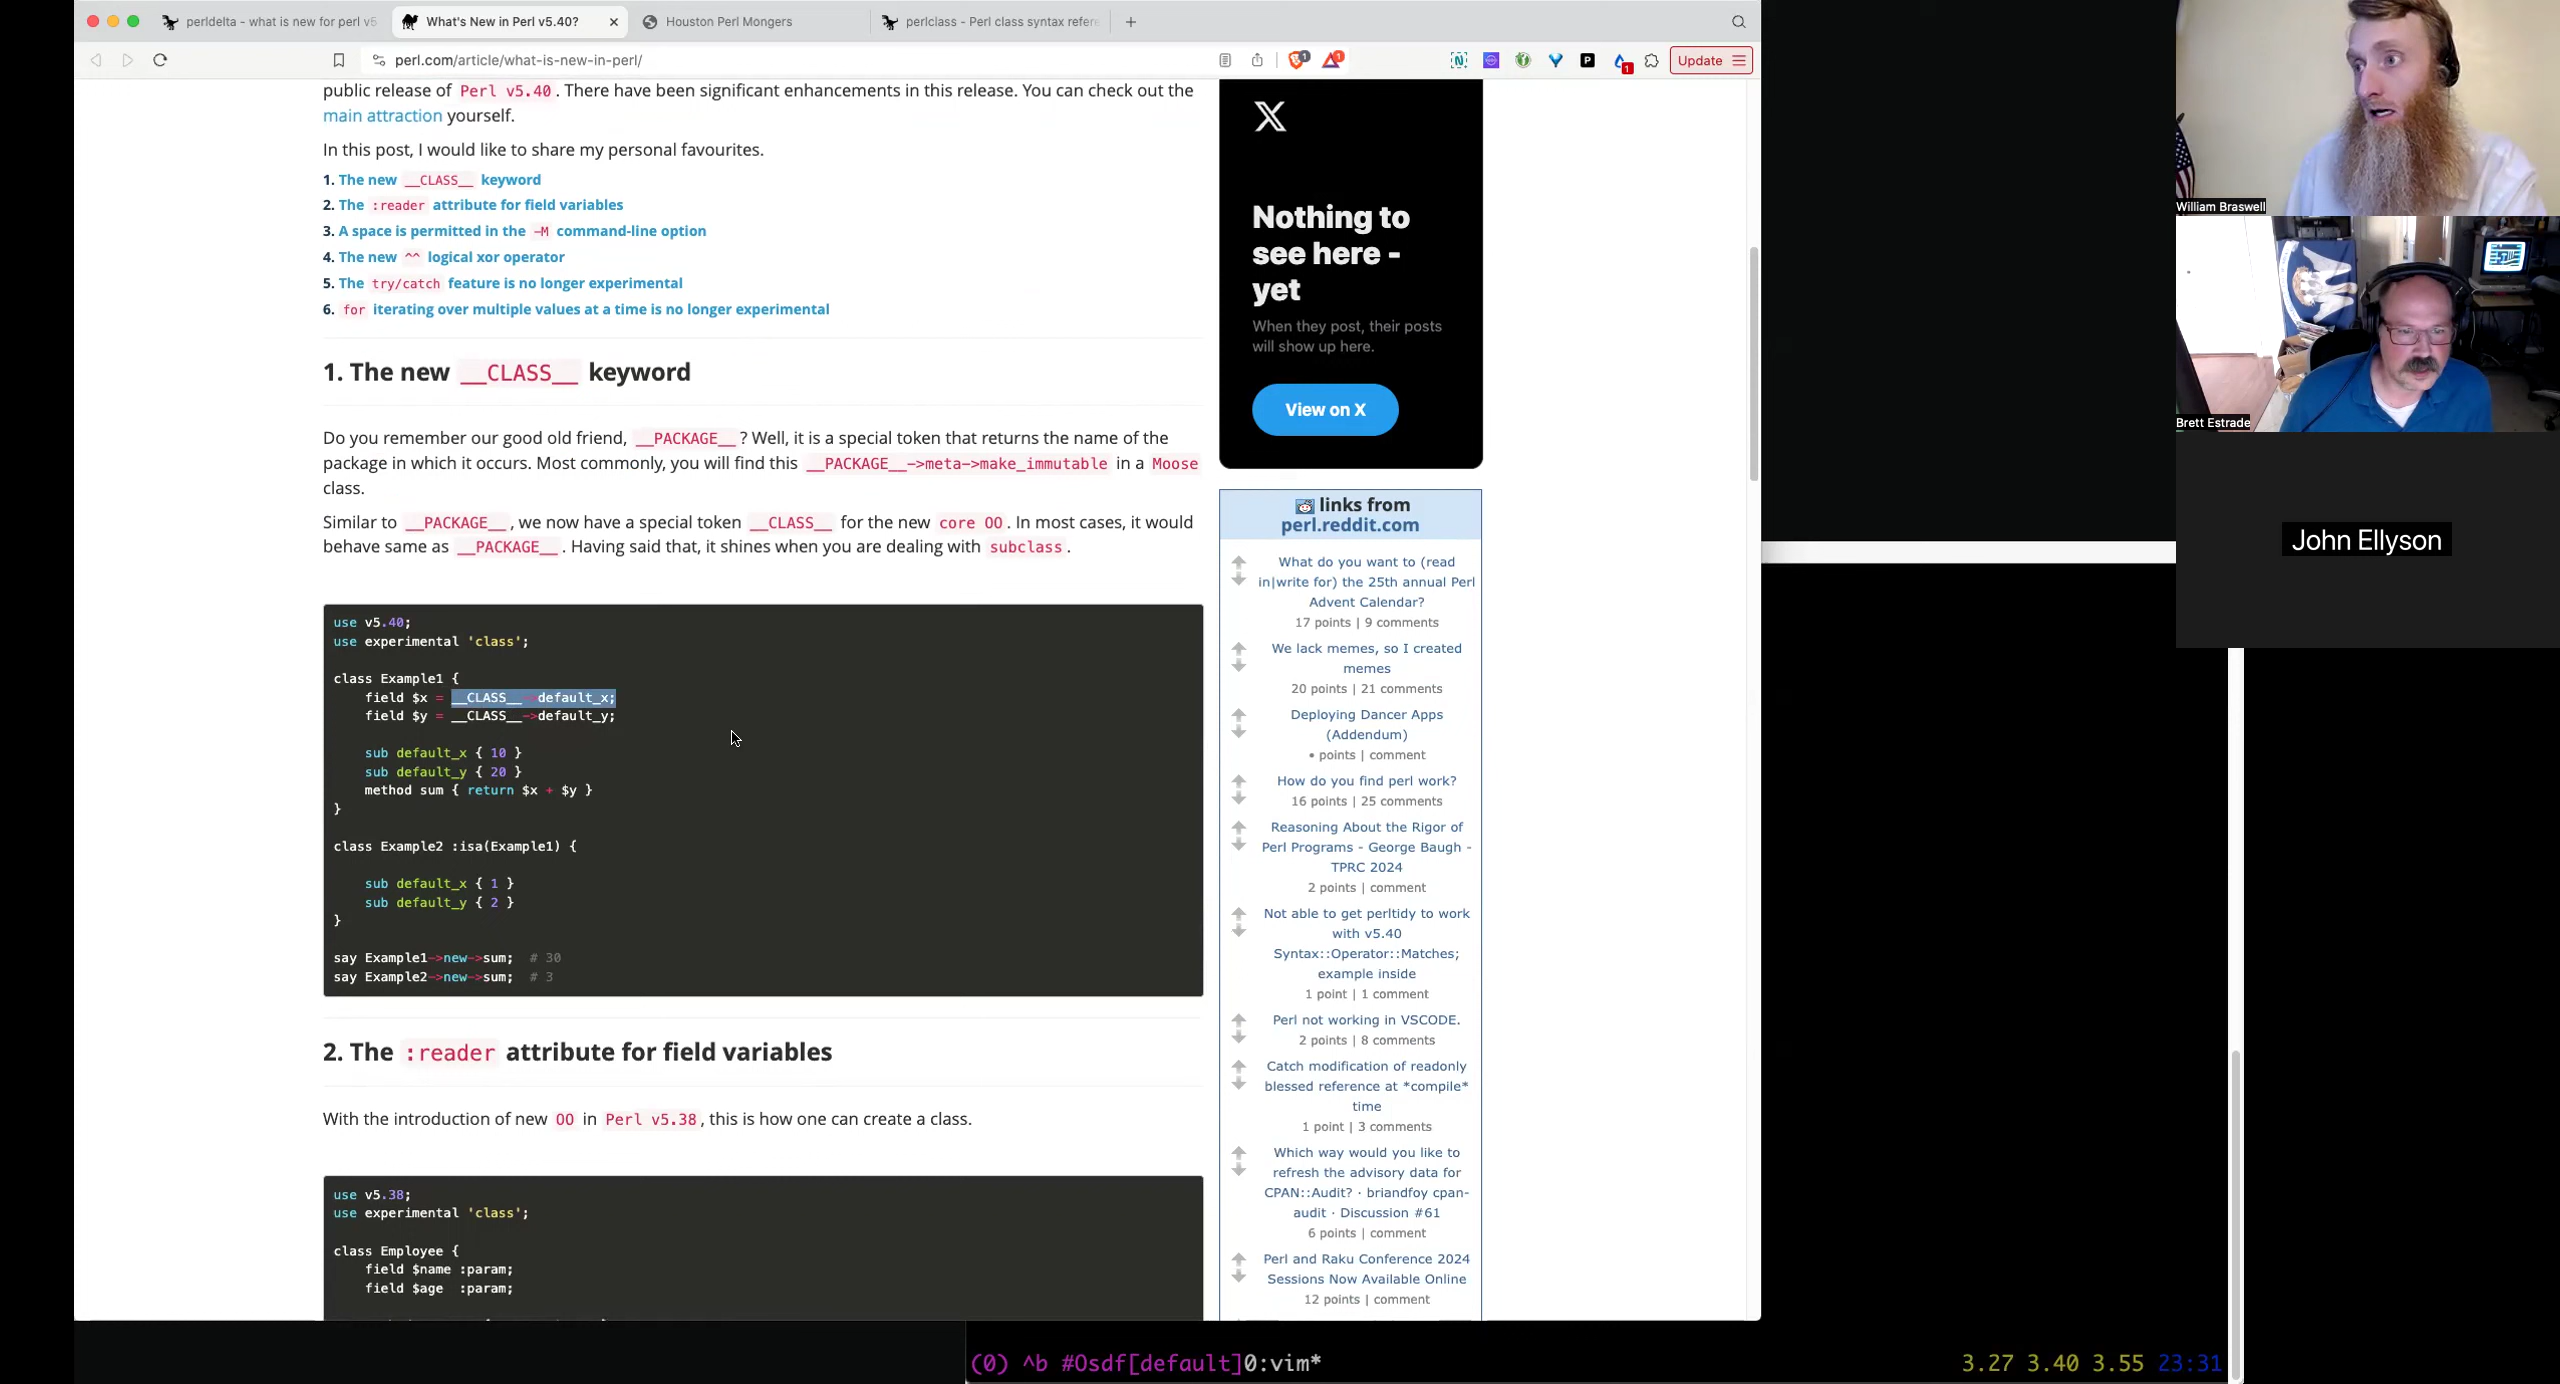 perldelta - what is new for perl v5
What's New in Perl v5.40?
Houston Perl Mongers
perlclass - Perl class syntax refere
perl.com/article/what-is-new-in-perl/
1
1
1
Update
public release of Perl v5.40. There have been significant enhancements in this release. You can check out the
main attraction yourself.
In this post, I would like to share my personal favourites.
1. The new __CLASS__ keyword
2. The :reader attribute for field variables
3. A space is permitted in the -M command-line option
4. The new ^^ logical xor operator
5. The try/catch feature is no longer experimental
6. for iterating over multiple values at a time is no longer experimental
1. The new __CLASS__ keyword
Do you remember our good old friend, __PACKAGE__? Well, it is a special token that returns the name of the
package in which it occurs. Most commonly, you will find this __PACKAGE__->meta->make_immutable in a Moose
class.
Similar to __PACKAGE__, we now have a special token __CLASS__ for the new core OO. In most cases, it would
behave same as __PACKAGE__. Having said that, it shines when you are dealing with subclass.
use v5.40;
use experimental 'class';
class Example1 {
field $x = __CLASS__->default_x;
field $y = __CLASS__->default_y;
sub default_x { 10 }
sub default_y { 20 }
method sum { return $x + $y }
}
class Example2 :isa(Example1) {
sub default_x { 1 }
sub default_y { 2 }
}
say Example1->new->sum; # 30
say Example2->new->sum; # 3
2. The :reader attribute for field variables
With the introduction of new OO in Perl v5.38, this is how one can create a class.
use v5.38;
use experimental 'class';
class Employee {
field $name :param;
field $age :param;
X
Nothing to
see here -
yet
When they post, their posts
will show up here.
View on X
links from
perl.reddit.com
What do you want to (read
in|write for) the 25th annual Perl
Advent Calendar?
17 points | 9 comments
We lack memes, so I created
memes
20 points | 21 comments
Deploying Dancer Apps
(Addendum)
• points | comment
How do you find perl work?
16 points | 25 comments
Reasoning About the Rigor of
Perl Programs - George Baugh -
TPRC 2024
2 points | comment
Not able to get perltidy to work
with v5.40
Syntax::Operator::Matches;
example inside
1 point | 1 comment
Perl not working in VSCODE.
2 points | 8 comments
Catch modification of readonly
blessed reference at *compile*
time
1 point | 3 comments
Which way would you like to
refresh the advisory data for
CPAN::Audit? · briandfoy cpan-
audit · Discussion #61
6 points | comment
Perl and Raku Conference 2024
Sessions Now Available Online
12 points | comment
William Braswell
Brett Estrade
John Ellyson
(0) ^b #Osdf[default]0:vim*
3.27 3.40 3.55 23:31